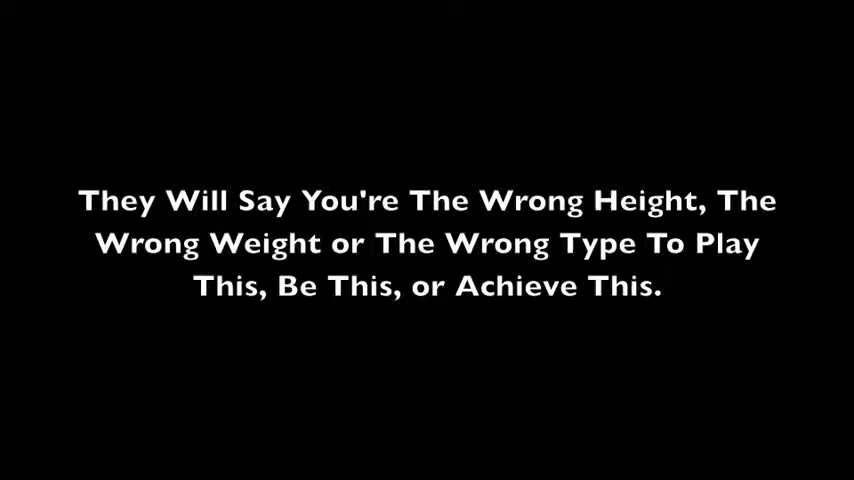 They Will Say You're The Wrong Height, The
Wrong Weight or The Wrong Type To Play
This, Be This, or Achieve This.